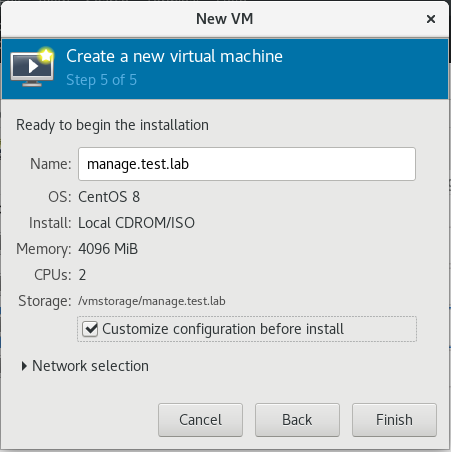 New VM
Create a new virtual machine
Step 5 of 5
Ready to begin the installation
Name: manage.test.lab
OS: CentOS 8
Install: Local CDROM/ISO
Memory: 4096 MiB
CPUs: 2
Storage: /vmstorage/manage.test.lab
Customize configuration before install
Network selection
Cancel Back Finish